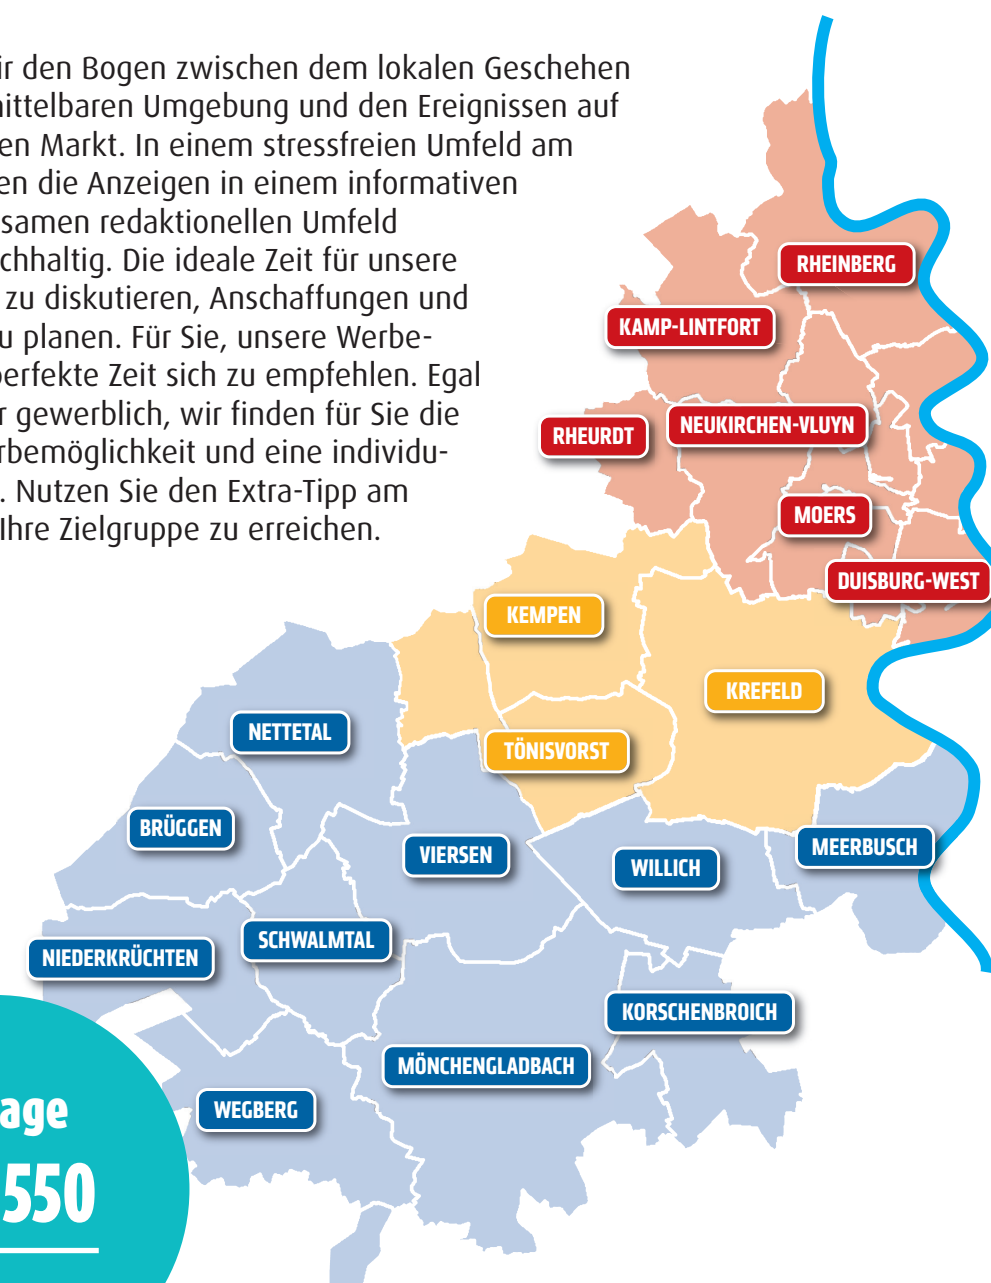 ir den Bogen zwischen dem lokalen Geschehen
mittelbaren Umgebung und den Ereignissen auf
en Markt. In einem stressfreien Umfeld am
en die Anzeigen in einem informativen
samen redaktionellen Umfeld
chhaltig. Die ideale Zeit für unsere
zu diskutieren, Anschaffungen und
u planen. Für Sie, unsere Werbe-
perfekte Zeit sich zu empfehlen. Egal
r gewerblich, wir finden für Sie die
rbemöglichkeit und eine individu-
. Nutzen Sie den Extra-Tipp am
Ihre Zielgruppe zu erreichen.
RHEINBERG
KAMP-LINTFORT
NEUKIRCHEN-VLUYN
RHEURDT
MOERS
DUISBURG-WEST
KEMPEN
KREFELD
NETTETAL
TÖNISVORST
BRÜGGEN
VIERSEN
WILLICH
MEERBUSCH
SCHWALMTAL
NIEDERKRÜCHTEN
KORSCHENBROICH
MÖNCHENGLADBACH
WEGBERG
age
550